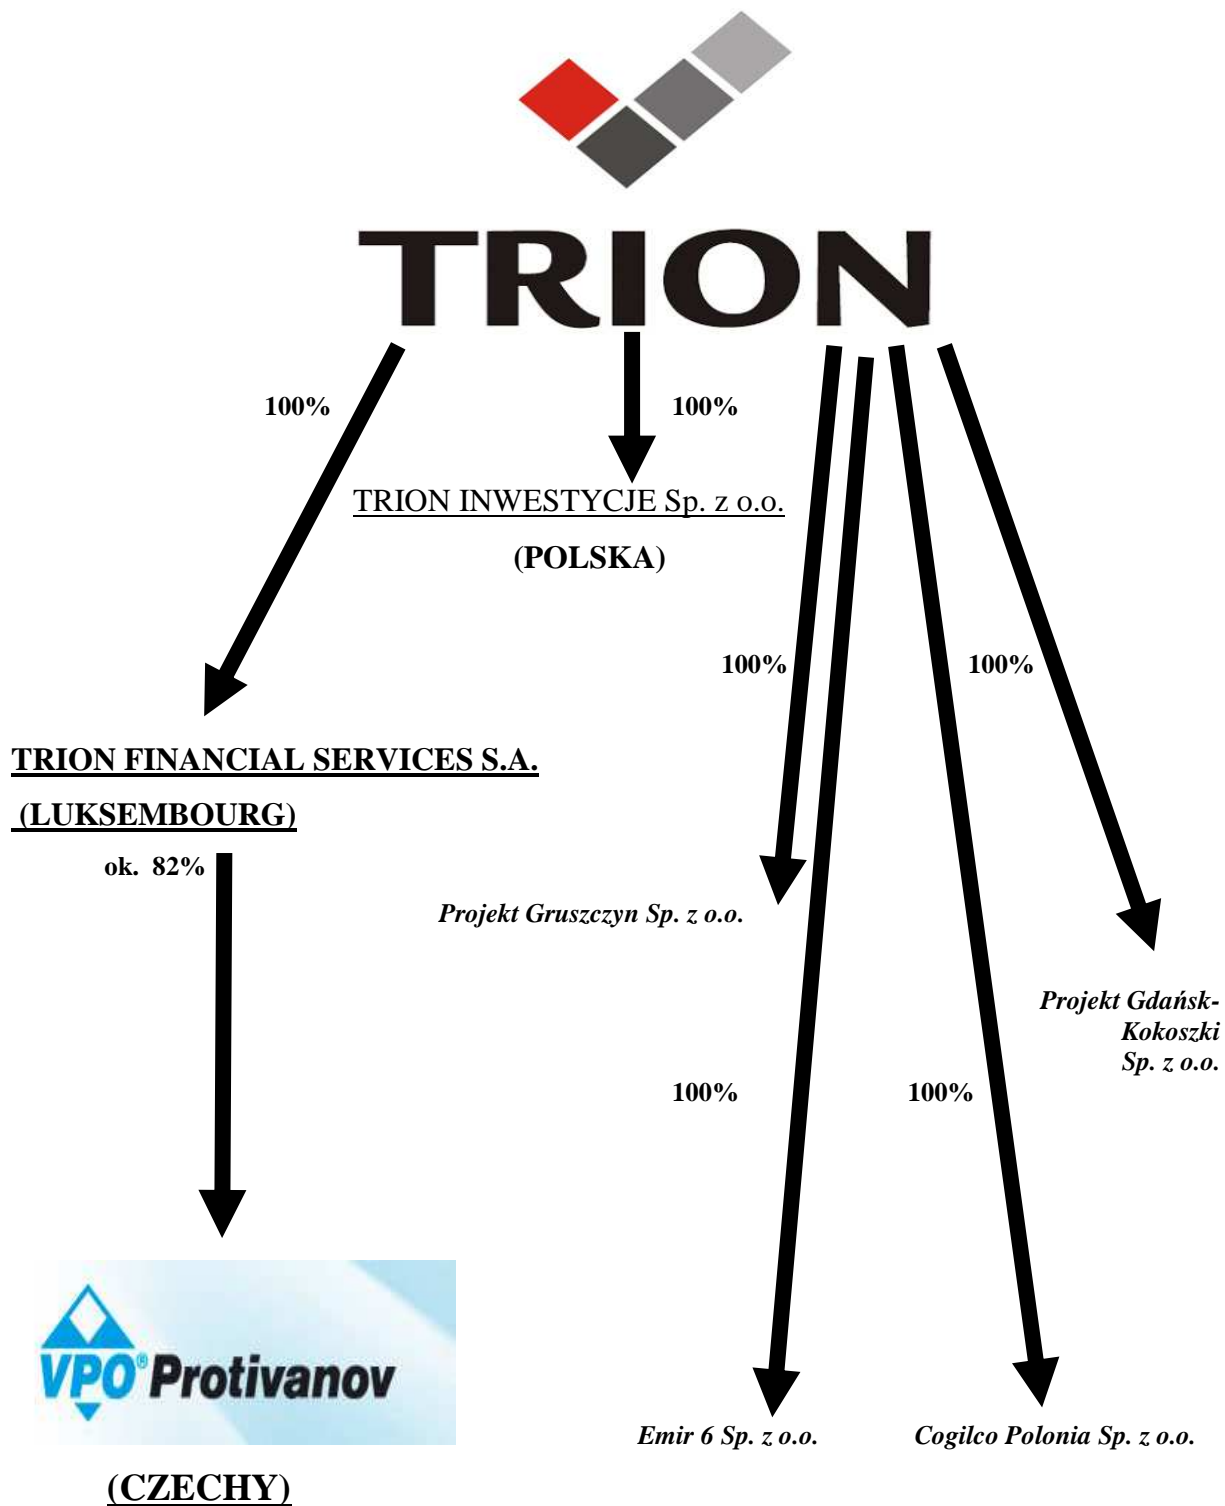 TRION
100%
100%
TRION INWESTYCJE Sp. z o.o.
(POLSKA)
100%
100%
TRION FINANCIAL SERVICES S.A.
(LUKSEMBOURG)
ok. 82%
Projekt Gruszczyn Sp. z o.o.
Projekt Gdańsk-
Kokoszki
Sp. z o.o.
100%
100%
VPO® Protivanov
Emir 6 Sp. z o.o.
Cogilco Polonia Sp. z o.o.
(CZECHY)